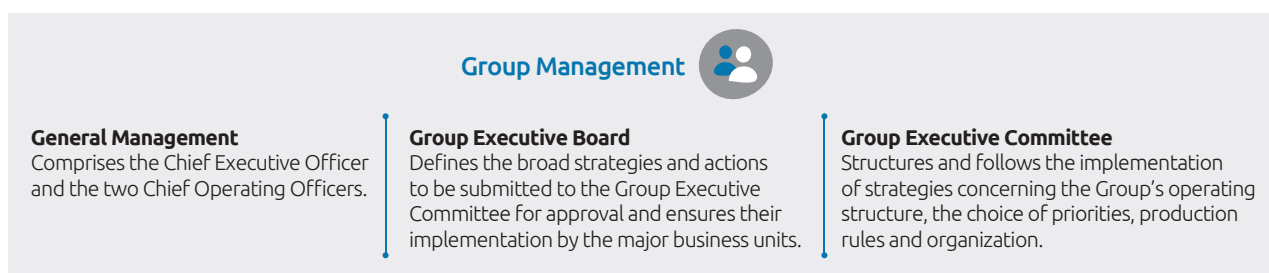 Group Management
General Management
Comprises the Chief Executive Officer
and the two Chief Operating Officers.
Group Executive Board
Defines the broad strategies and actions
to be submitted to the Group Executive
Committee for approval and ensures their
implementation by the major business units.
Group Executive Committee
Structures and follows the implementation
of strategies concerning the Group’s operating
structure, the choice of priorities, production
rules and organization.